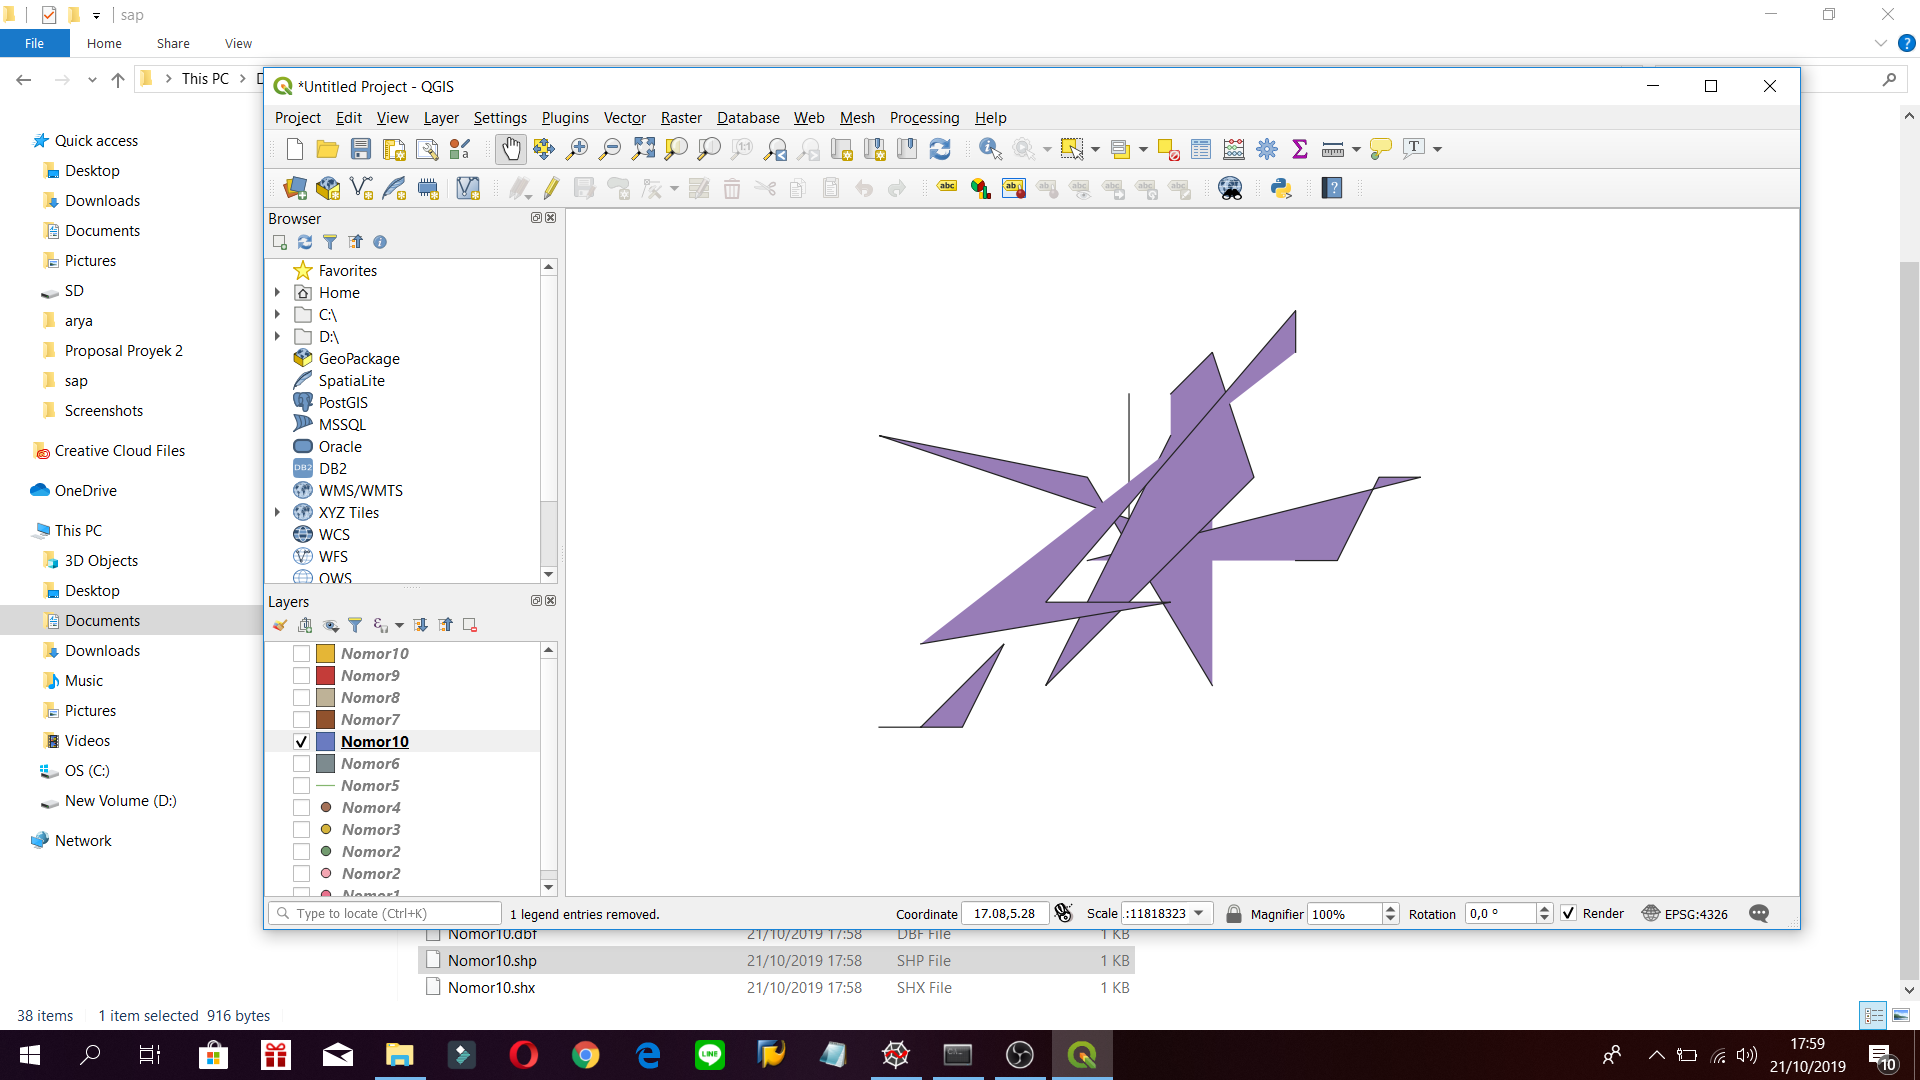 sap
File Home Share View
This PC
*Untitled Project - QGIS
Project Edit View Layer Settings Plugins Vector Raster Database Web Mesh Processing Help
Quick access
Desktop
Downloads
Documents
Pictures
SD
arya
Proposal Proyek 2
sap
Screenshots
Creative Cloud Files
OneDrive
This PC
3D Objects
Desktop
Documents
Downloads
Music
Pictures
Videos
OS (C:)
New Volume (D:)
Network
Browser
Favorites
Home
C:\
D:\
GeoPackage
SpatiaLite
PostGIS
MSSQL
Oracle
DB2
WMS/WMTS
XYZ Tiles
WCS
WFS
OWS
Layers
Nomor10
Nomor9
Nomor8
Nomor7
Nomor10
Nomor6
Nomor5
Nomor4
Nomor3
Nomor2
Nomor2
Nomor1
Type to locate (Ctrl+K) 1 legend entries removed. Coordinate 17.08,5.28 Scale :11818323 Magnifier 100% Rotation 0,0 ° Render EPSG:4326
Nomor10.dbf 21/10/2019 17:58 DBF File 1 KB
Nomor10.shp 21/10/2019 17:58 SHP File 1 KB
Nomor10.shx 21/10/2019 17:58 SHX File 1 KB
38 items 1 item selected 916 bytes
17:59
21/10/2019
10